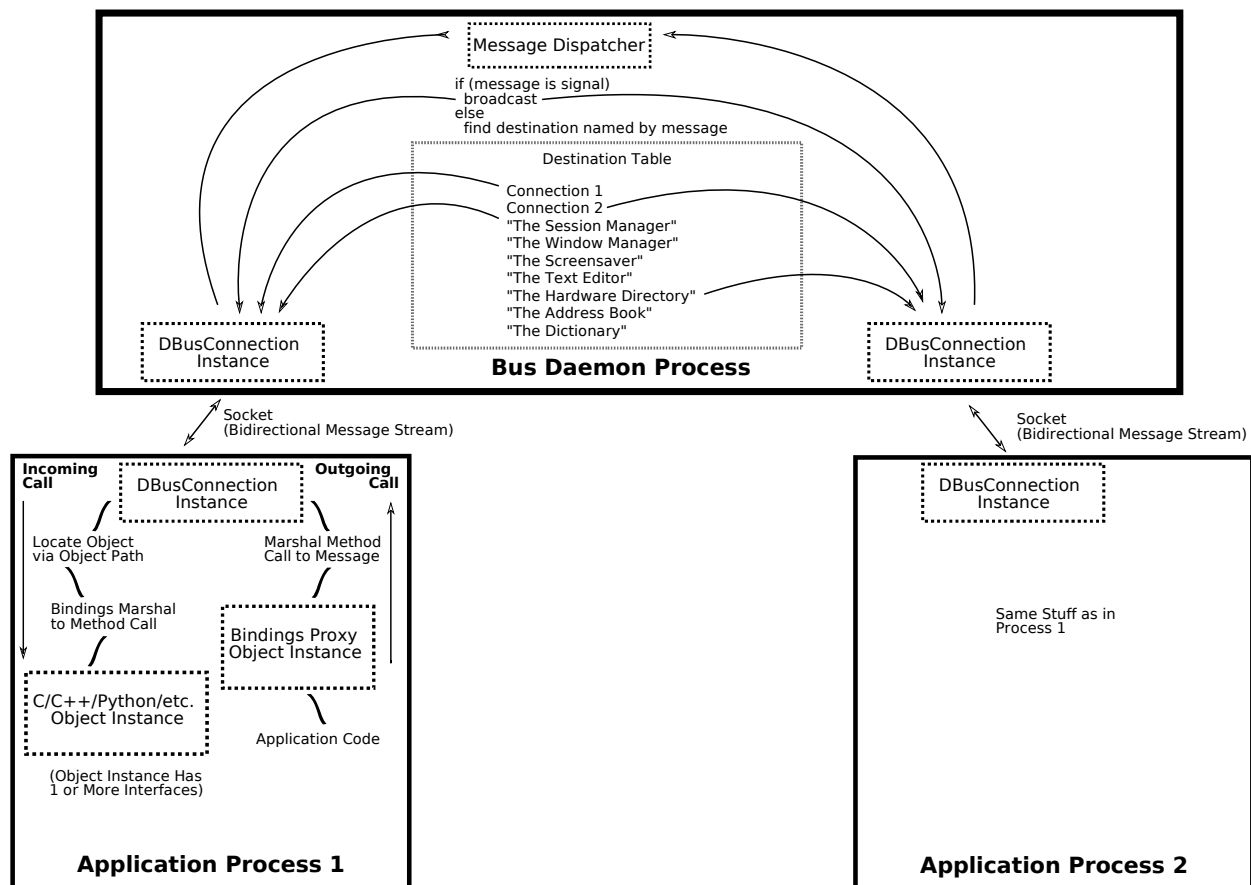 Message Dispatcher
if (message is signal)
broadcast
else
find destination named by message
Destination Table
Connection 1
Connection 2
"The Session Manager"
"The Window Manager"
"The Screensaver"
"The Text Editor"
"The Hardware Directory"
"The Address Book"
"The Dictionary"
DBusConnection
Instance
DBusConnection
Instance
Bus Daemon Process
Socket
(Bidirectional Message Stream)
Socket
(Bidirectional Message Stream)
Incoming
Call
DBusConnection
Instance
Outgoing
Call
Locate Object
via Object Path
Marshal Method
Call to Message
Bindings Marshal
to Method Call
Bindings Proxy
Object Instance
C/C++/Python/etc.
Object Instance
Application Code
(Object Instance Has
1 or More Interfaces)
Application Process 1
DBusConnection
Instance
Same Stuff as in
Process 1
Application Process 2